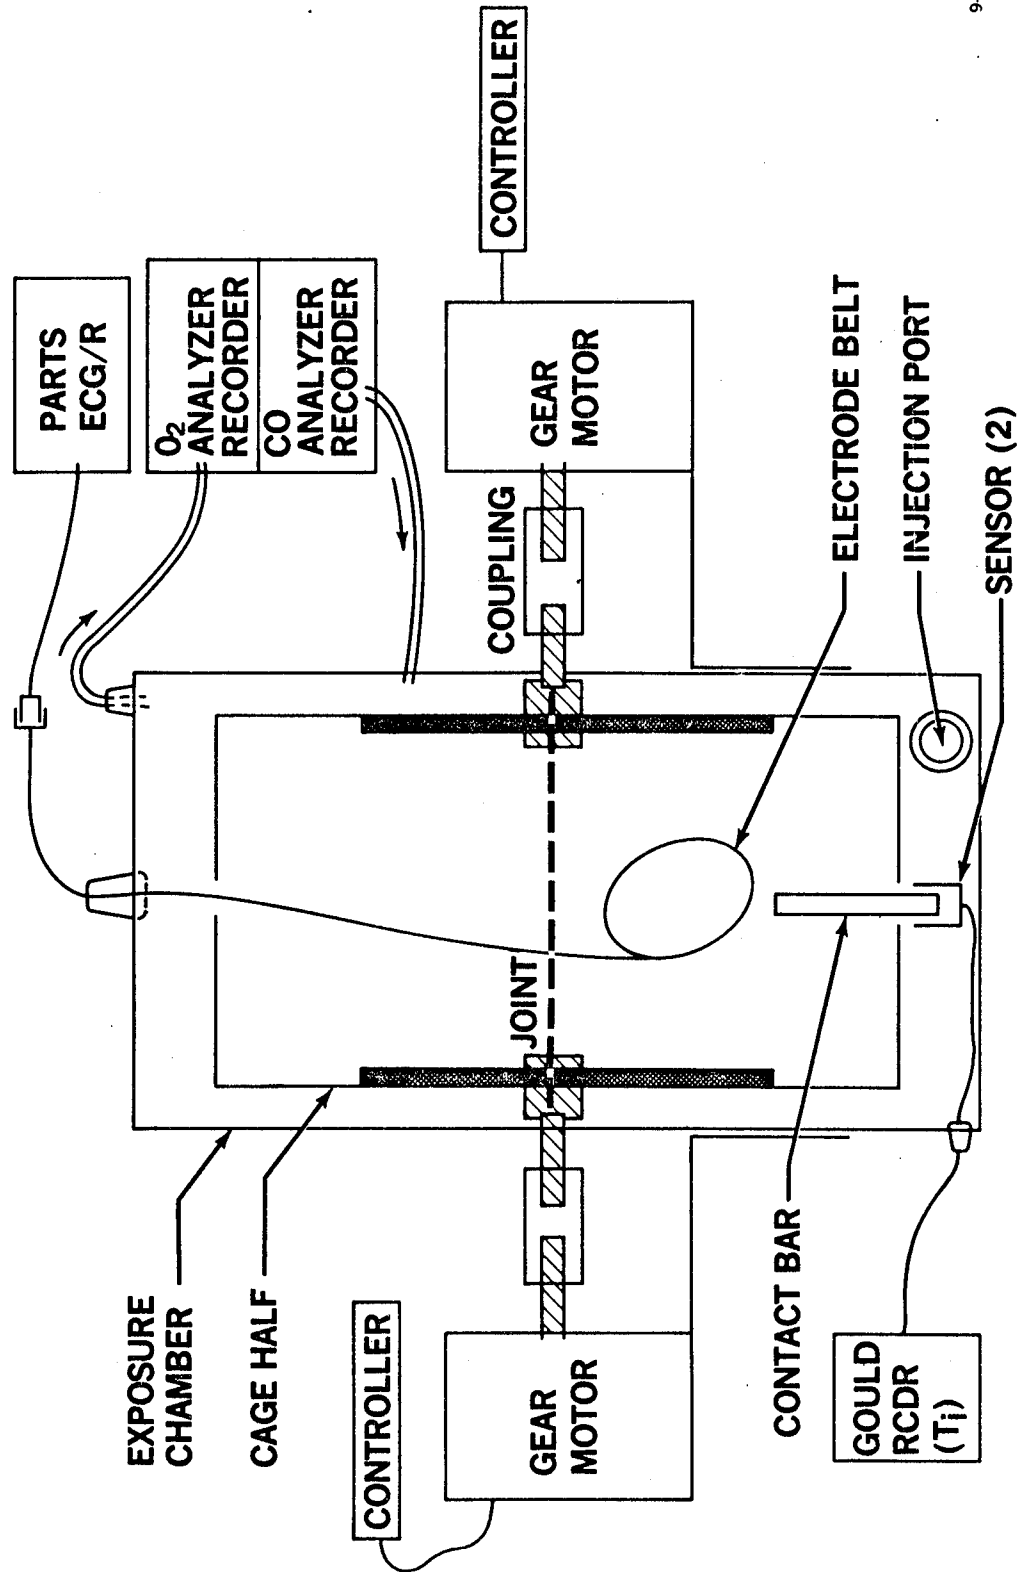 PARTS
ECG/R
O2
ANALYZER
RECORDER
CO
ANALYZER
RECORDER
CONTROLLER
GEAR
MOTOR
COUPLING
ELECTRODE BELT
INJECTION PORT
SENSOR (2)
JOINT
EXPOSURE
CHAMBER
CAGE HALF
CONTROLLER
GEAR
MOTOR
CONTACT BAR
GOULD
RCDR
(Ti)